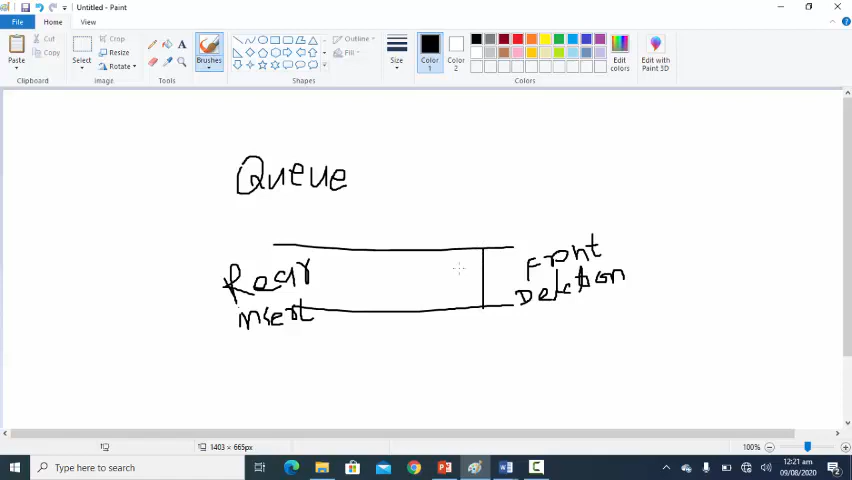 Untitled - Paint
File
Home
View
Paste
Cut
Copy
Clipboard
Select
Crop
Resize
Rotate
Image
Tools
Brushes
Outline
Fill
Shapes
Size
Color 1
Color 2
Colors
Edit colors
Edit with Paint 3D
Queue
Rear
insert
Front
Deletion
1403 × 665px
100%
Type here to search
12:21 am
09/08/2020
2